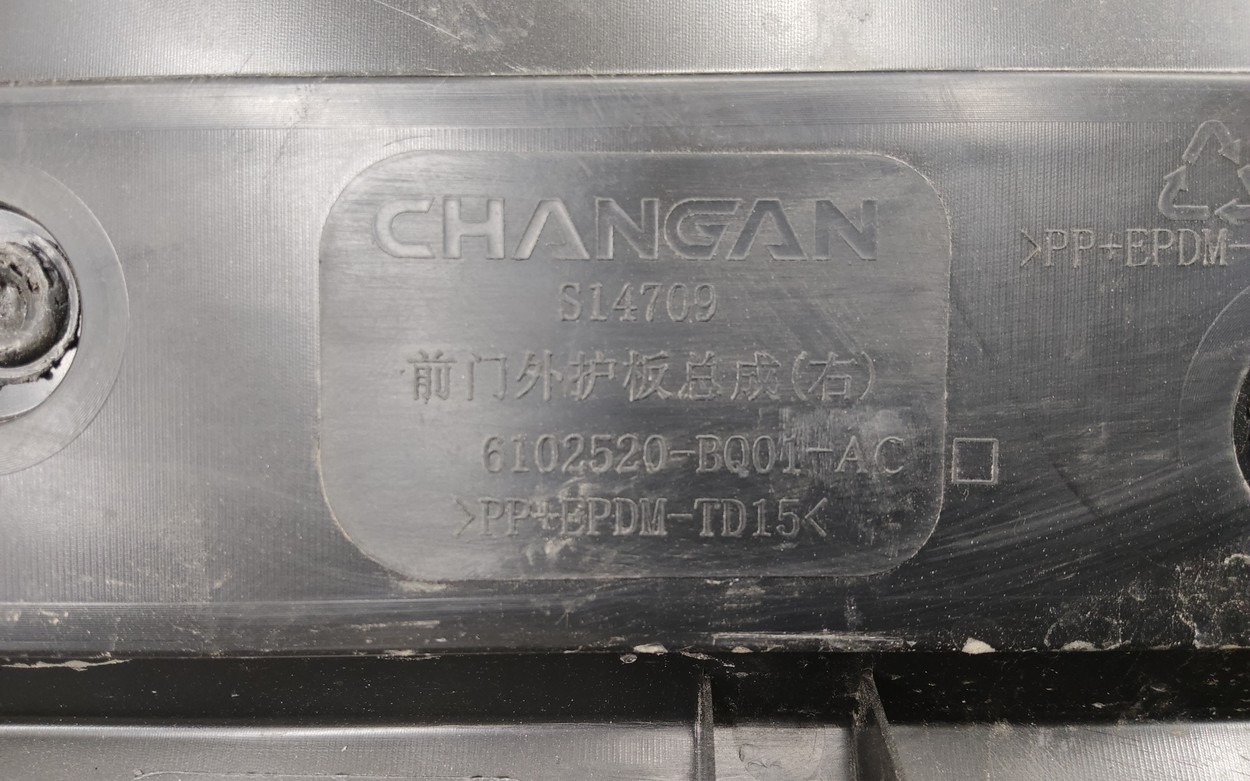 CHANGAN
S14709
前门外护板总成(右)
6102520-BQ01-AC
>PP+EPDM-TD15<
>PP+EPDM-